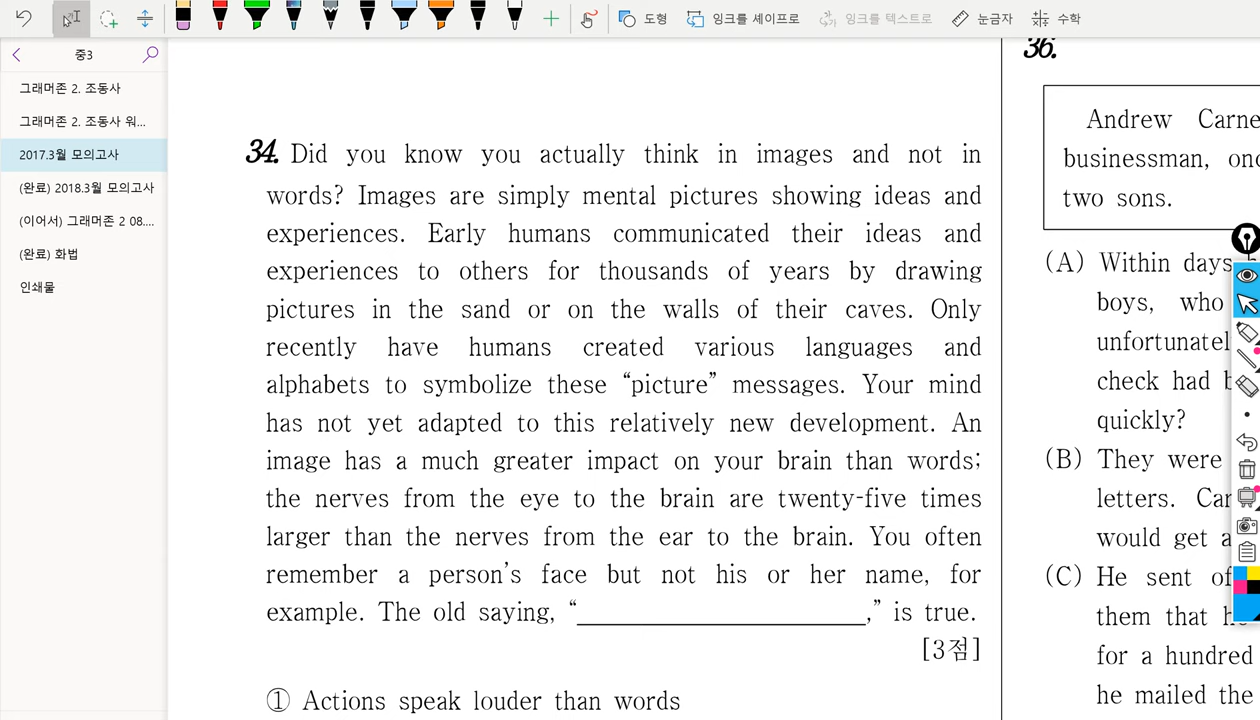 도형
잉크를 셰이프로
잉크를 텍스트로
눈금자
수학
중3
그래머존 2. 조동사
그래머존 2. 조동사 워...
2017.3월 모의고사
(완료) 2018.3월 모의고사
(이어서) 그래머존 2 08....
(완료) 화법
인쇄물
34. Did you know you actually think in images and not in
words? Images are simply mental pictures showing ideas and
experiences. Early humans communicated their ideas and
experiences to others for thousands of years by drawing
pictures in the sand or on the walls of their caves. Only
recently have humans created various languages and
alphabets to symbolize these “picture” messages. Your mind
has not yet adapted to this relatively new development. An
image has a much greater impact on your brain than words;
the nerves from the eye to the brain are twenty-five times
larger than the nerves from the ear to the brain. You often
remember a person’s face but not his or her name, for
example. The old saying, “____________________,” is true.
[3점]
① Actions speak louder than words
36.
Andrew Carne
businessman, onc
two sons.
(A) Within days
boys, who
unfortunatel
check had b
quickly?
(B) They were
letters. Car
would get a
(C) He sent of
them that he
for a hundred
he mailed the